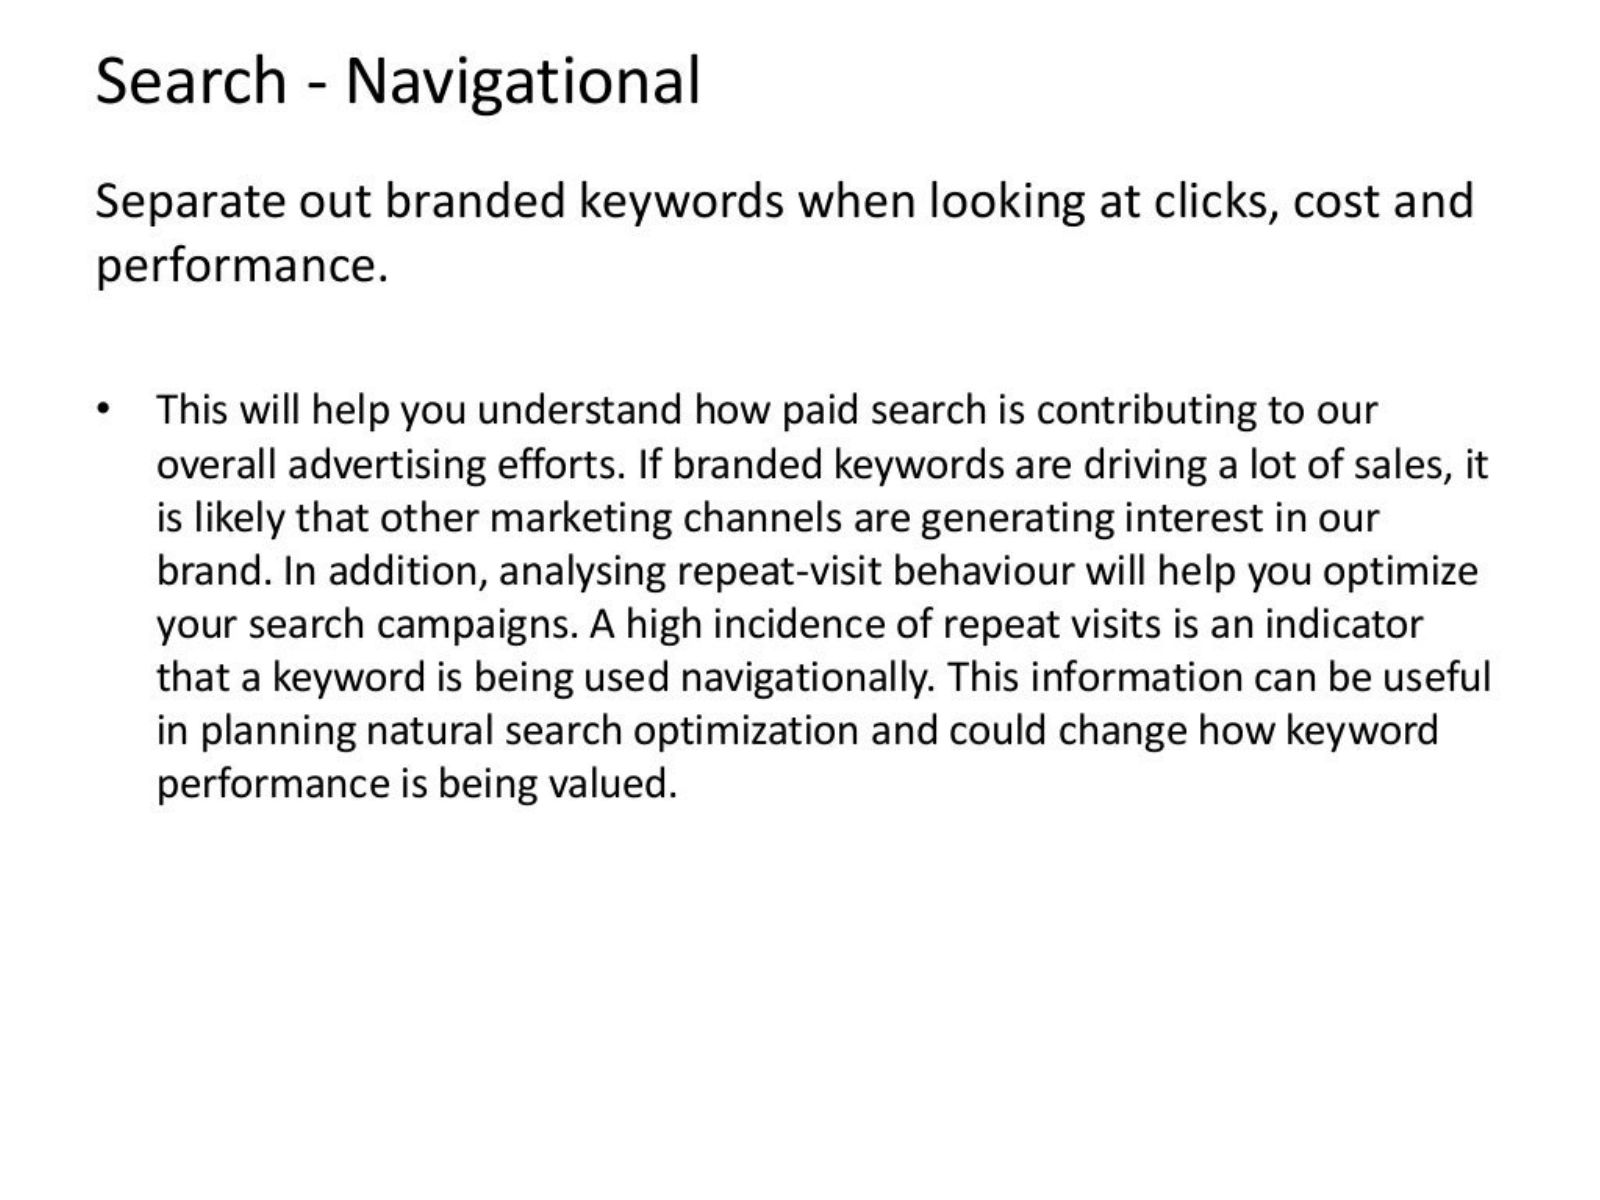 Search - Navigational
Separate out branded keywords when looking at clicks, cost and
performance.
• This will help you understand how paid search is contributing to our
overall advertising efforts. If branded keywords are driving a lot of sales, it
is likely that other marketing channels are generating interest in our
brand. In addition, analysing repeat-visit behaviour will help you optimize
your search campaigns. A high incidence of repeat visits is an indicator
that a keyword is being used navigationally. This information can be useful
in planning natural search optimization and could change how keyword
performance is being valued.